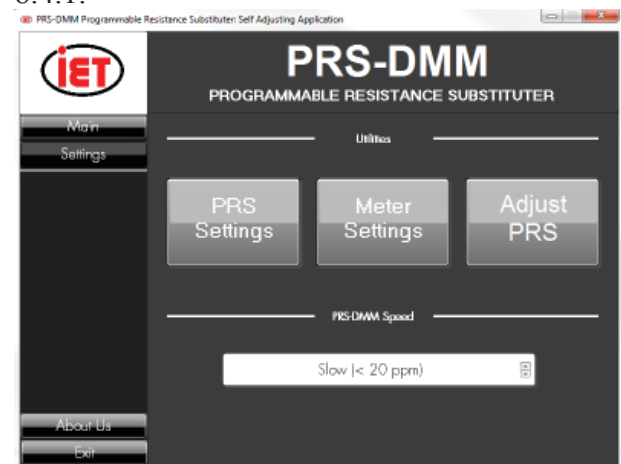 PRS-DMM Programmable Resistance Substituter: Self Adjusting Application
iET
PRS-DMM
PROGRAMMABLE RESISTANCE SUBSTITUTER
Main
Settings
Utilities
PRS
Settings
Meter
Settings
Adjust
PRS
PRS-DMM Speed
Slow (< 20 ppm)
About Us
Exit